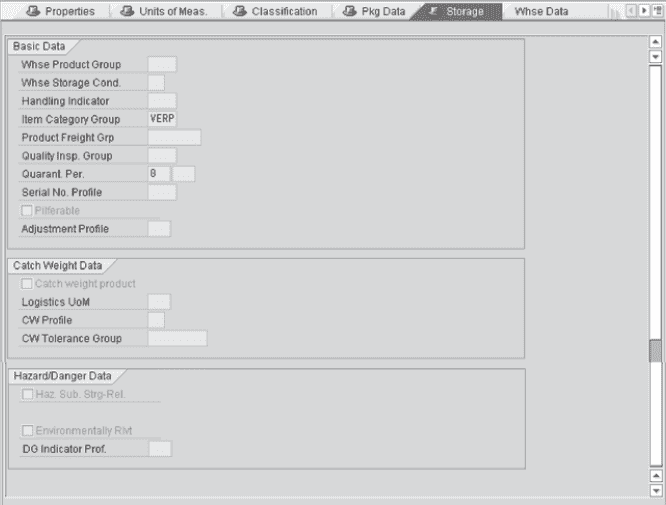 Properties Units of Meas. Classification Pkg Data Storage Whse Data
Basic Data
Whse Product Group
Whse Storage Cond.
Handling Indicator
Item Category Group VERP
Product Freight Grp
Quality Insp. Group
Quarant. Per. 0
Serial No. Profile
Pilferable
Adjustment Profile
Catch Weight Data
Catch weight product
Logistics UoM
CW Profile
CW Tolerance Group
Hazard/Danger Data
Haz. Sub. Strg-Rel.
Environmentally Rlvt
DG Indicator Prof.